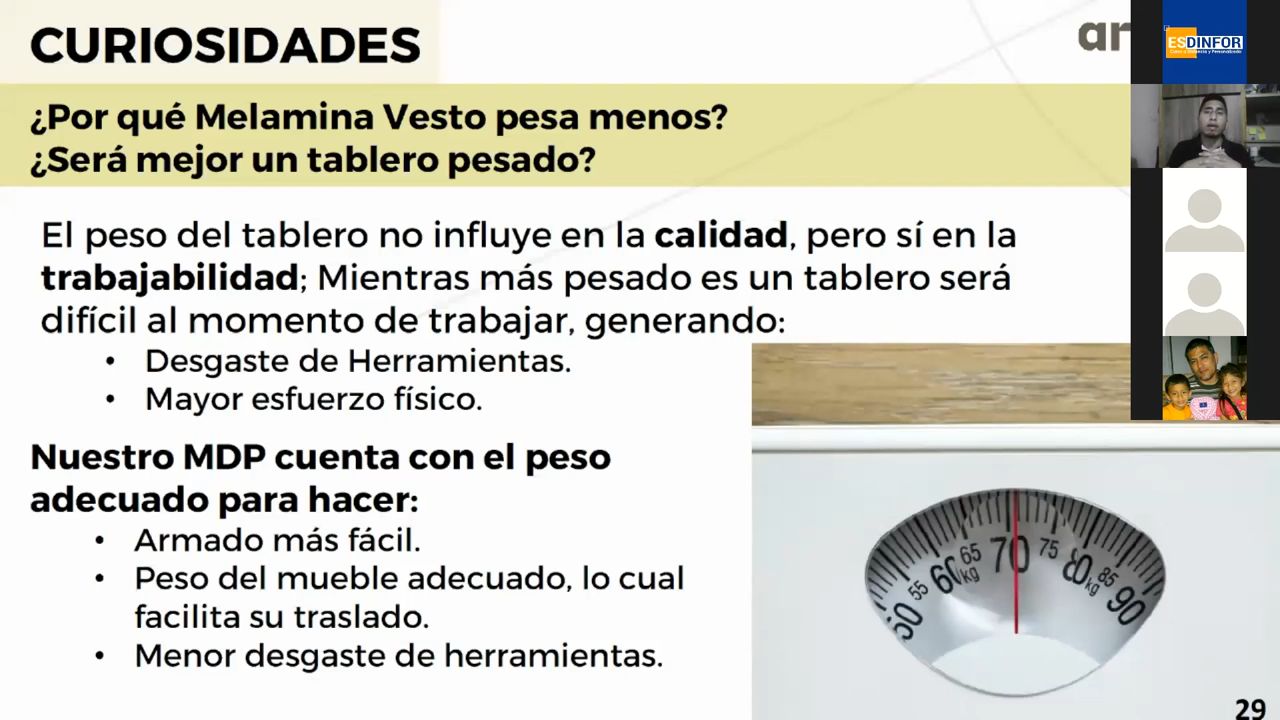 CURIOSIDADES
ar
ESDINFOR
¿Por qué Melamina Vesto pesa menos?
¿Será mejor un tablero pesado?
El peso del tablero no influye en la calidad, pero sí en la
trabajabilidad; Mientras más pesado es un tablero será
difícil al momento de trabajar, generando:
• Desgaste de Herramientas.
• Mayor esfuerzo físico.
Nuestro MDP cuenta con el peso
adecuado para hacer:
• Armado más fácil.
• Peso del mueble adecuado, lo cual
facilita su traslado.
• Menor desgaste de herramientas.
50 55 60 kg 65 70 75 80 kg 85 90
29